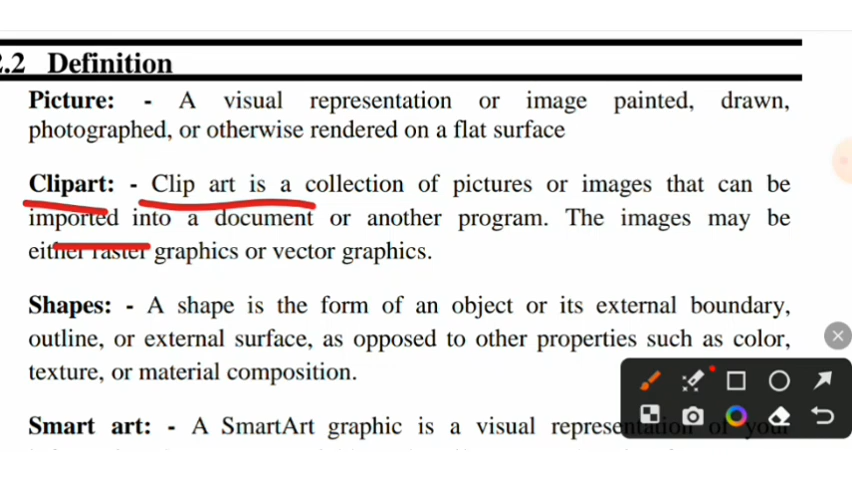 .2 Definition
Picture: - A visual representation or image painted, drawn,
photographed, or otherwise rendered on a flat surface
Clipart: - Clip art is a collection of pictures or images that can be
imported into a document or another program. The images may be
either raster graphics or vector graphics.
Shapes: - A shape is the form of an object or its external boundary,
outline, or external surface, as opposed to other properties such as color,
texture, or material composition.
Smart art: - A SmartArt graphic is a visual representation of your